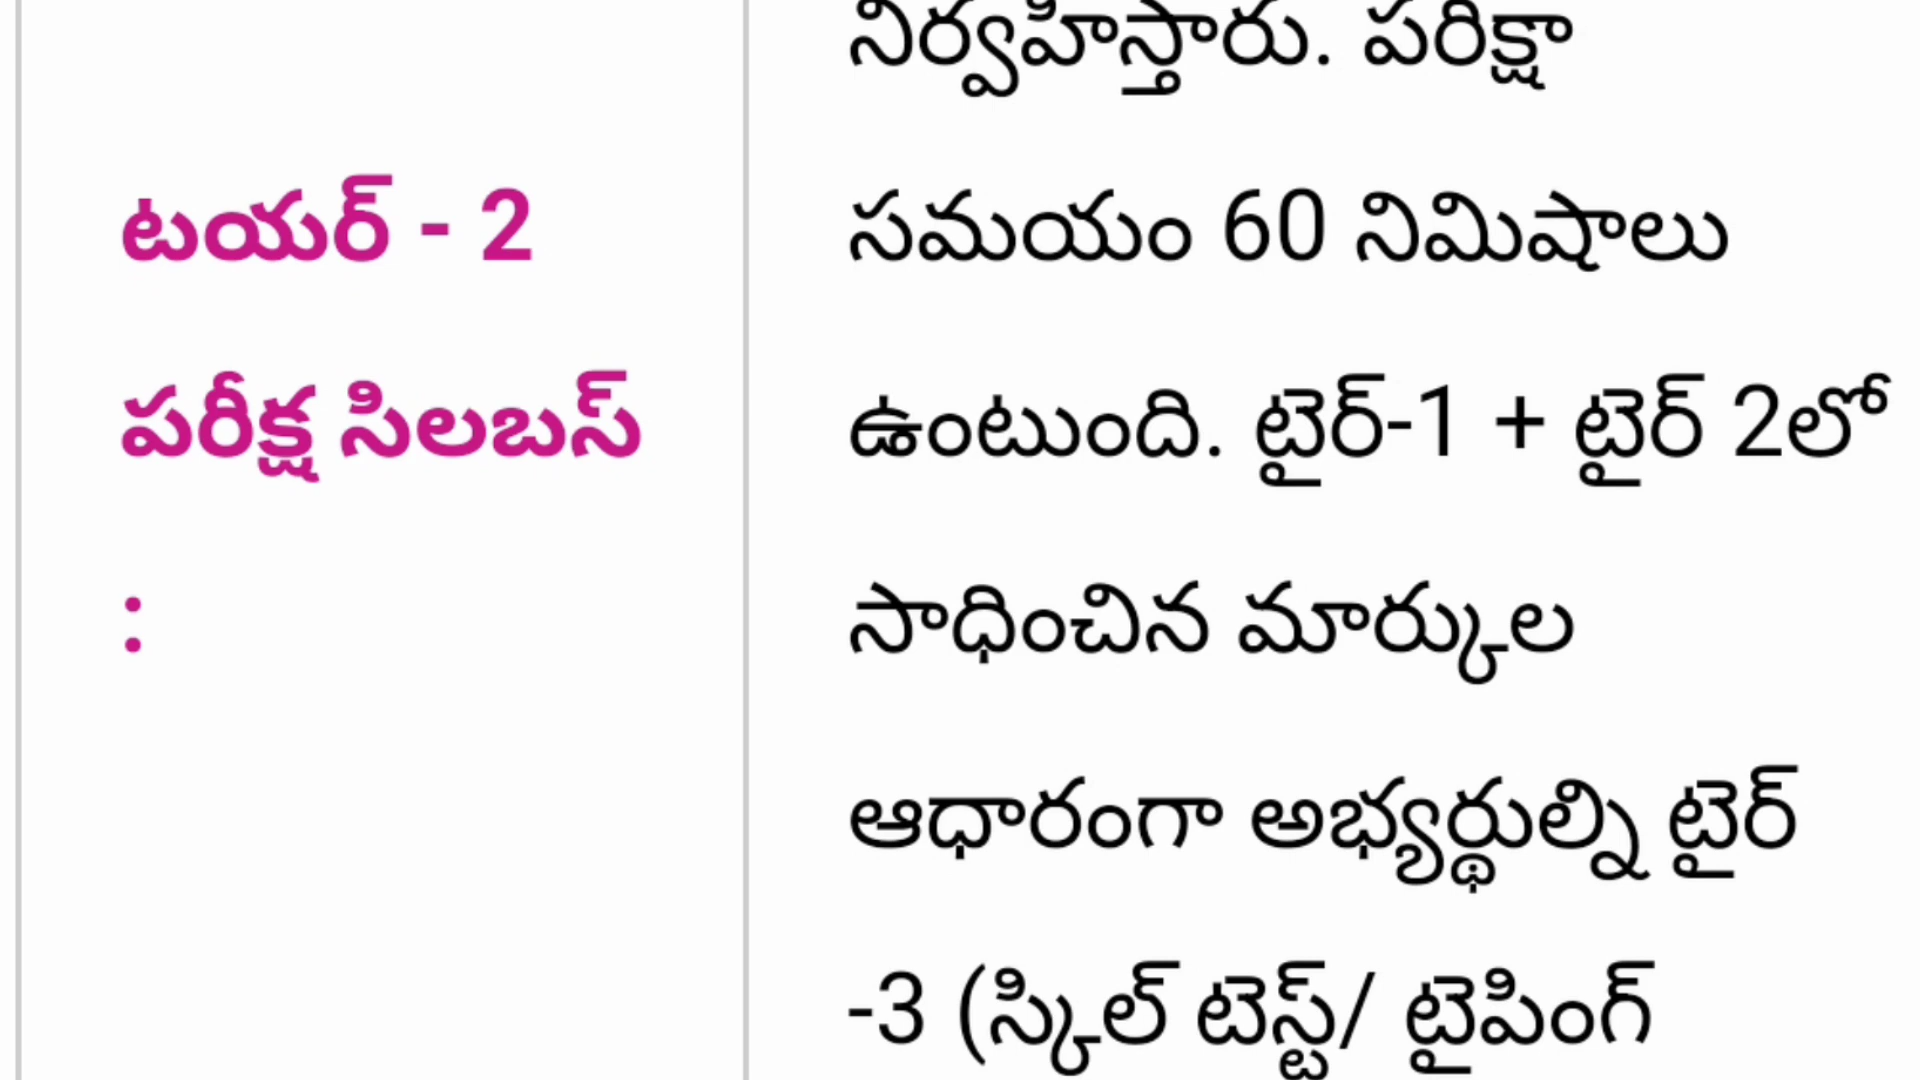 టయర్ - 2
పరీక్ష సిలబస్
:
నిర్వహిస్తారు. పరీక్షా
సమయం 60 నిమిషాలు
ఉంటుంది. టైర్-1 + టైర్ 2లో
సాధించిన మార్కుల
ఆధారంగా అభ్యర్థుల్ని టైర్
-3 (స్కిల్ టెస్ట్/ టైపింగ్